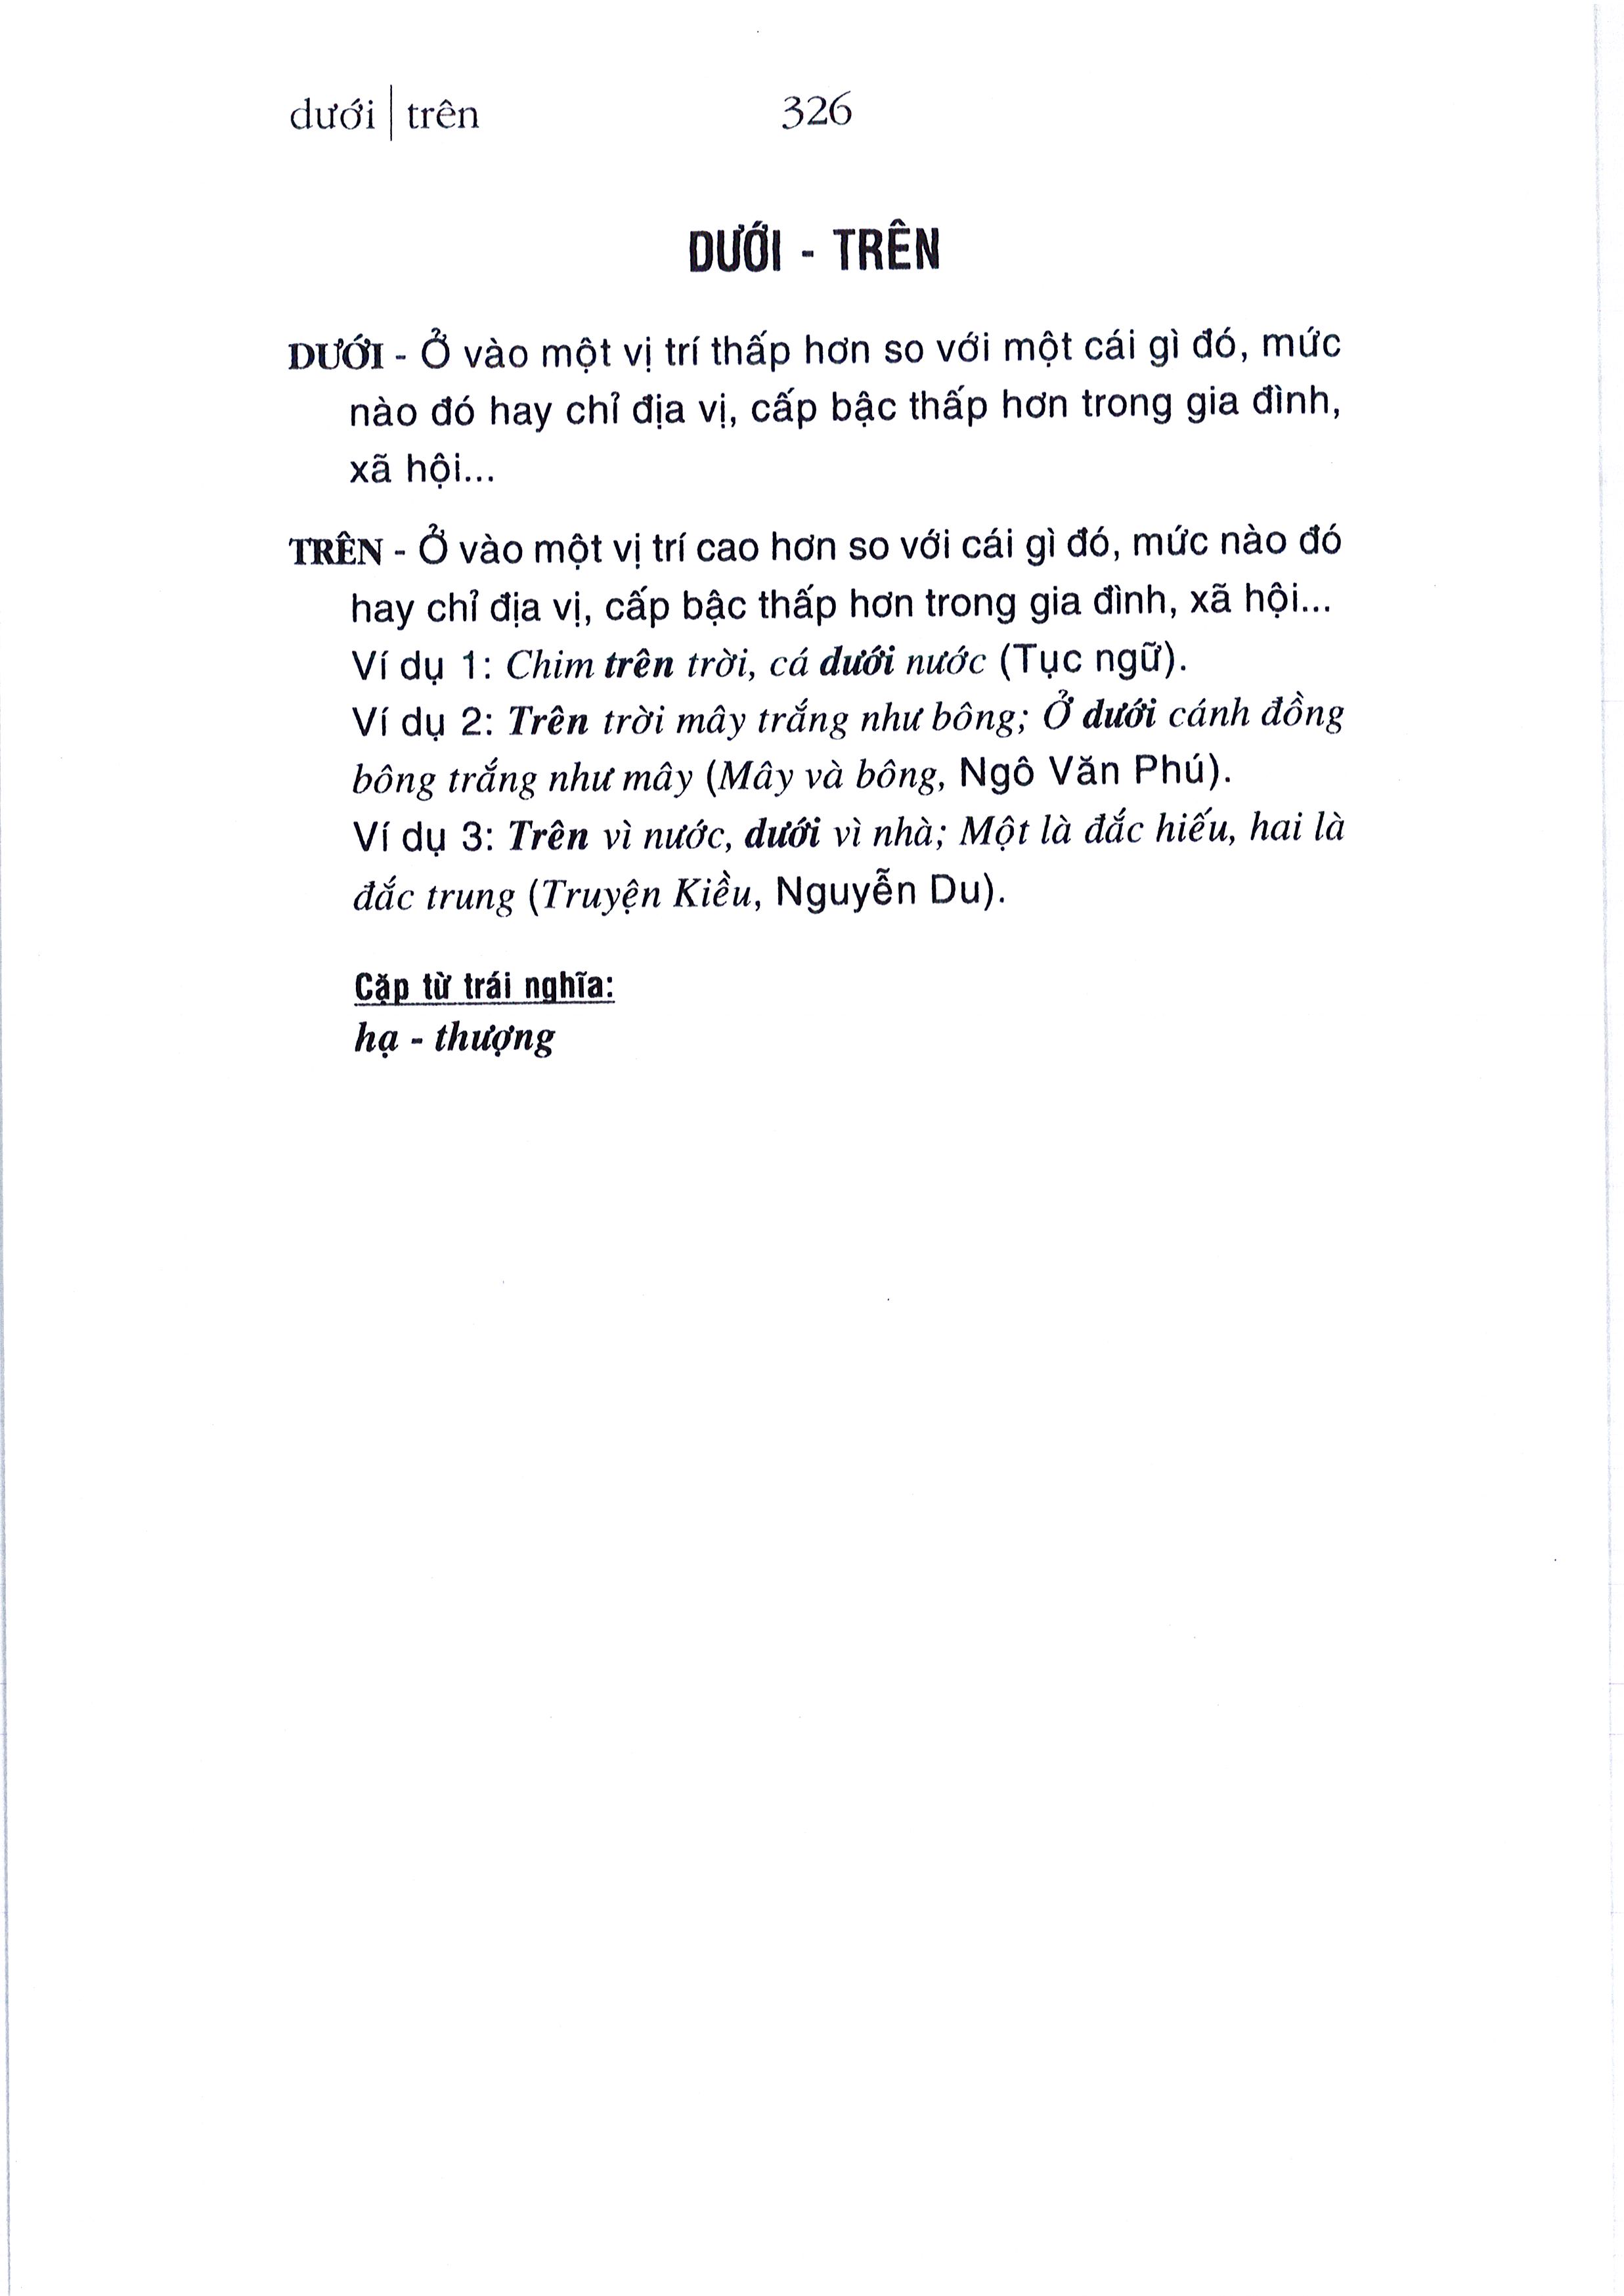 dưới | trên 326
DƯỚI - TRÊN
DƯỚI - Ở vào một vị trí thấp hơn so với một cái gì đó, mức
nào đó hay chỉ địa vị, cấp bậc thấp hơn trong gia đình,
xã hội...
TRÊN - Ở vào một vị trí cao hơn so với cái gì đó, mức nào đó
hay chỉ địa vị, cấp bậc thấp hơn trong gia đình, xã hội...
Ví dụ 1: Chim trên trời, cá dưới nước (Tục ngữ).
Ví dụ 2: Trên trời mây trắng như bông; Ở dưới cánh đồng
bông trắng như mây (Mây và bông, Ngô Văn Phú).
Ví dụ 3: Trên vì nước, dưới vì nhà; Một là đắc hiếu, hai là
đắc trung (Truyện Kiều, Nguyễn Du).
Cặp từ trái nghĩa:
hạ - thượng